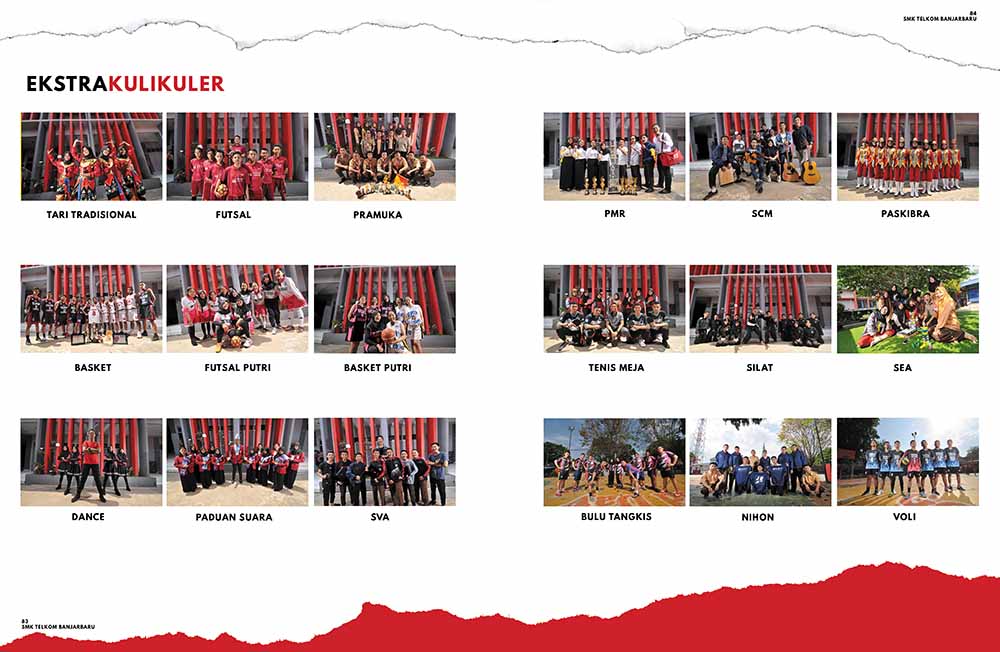 84
SMK TELKOM BANJARBARU
EKSTRAKULIKULER
TARI TRADISIONAL
FUTSAL
PRAMUKA
PMR
SCM
PASKIBRA
BASKET
FUTSAL PUTRI
BASKET PUTRI
TENIS MEJA
SILAT
SEA
DANCE
PADUAN SUARA
SVA
BULU TANGKIS
NIHON
VOLI
83
SMK TELKOM BANJARBARU